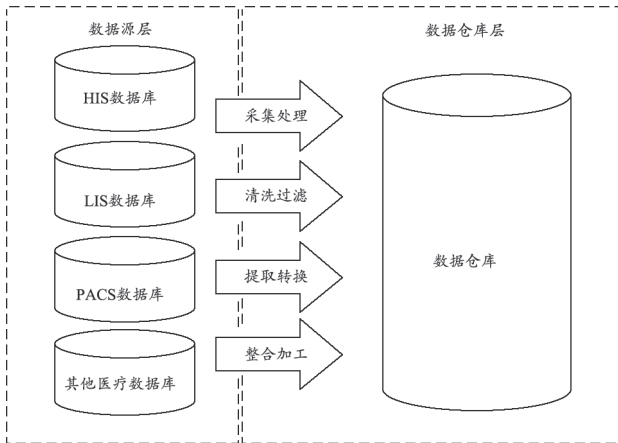 数据源层
数据仓库层
HIS数据库
采集处理
LIS数据库
清洗过滤
数据仓库
PACS数据库
提取转换
其他医疗数据库
整合加工